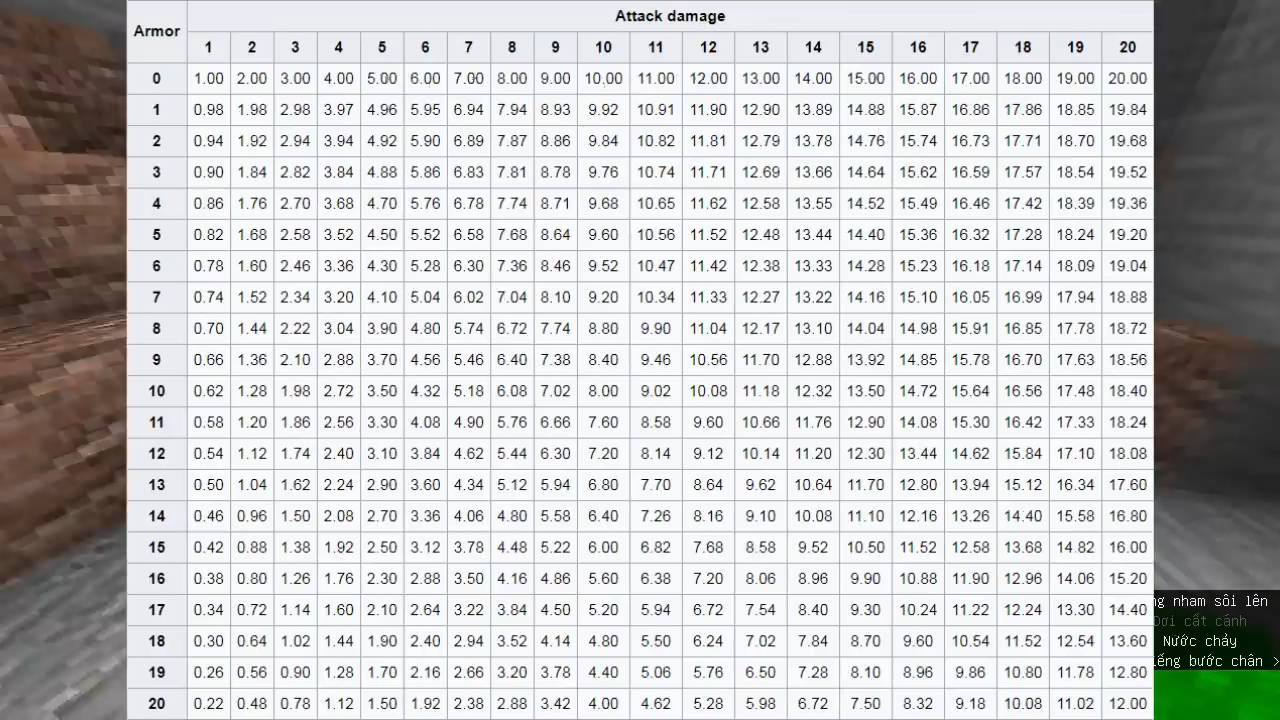 Attack damage
Armor
1 2 3 4 5 6 7 8 9 10 11 12 13 14 15 16 17 18 19 20
0 1.00 2.00 3.00 4.00 5.00 6.00 7.00 8.00 9.00 10.00 11.00 12.00 13.00 14.00 15.00 16.00 17.00 18.00 19.00 20.00
1 0.98 1.98 2.98 3.97 4.96 5.95 6.94 7.94 8.93 9.92 10.91 11.90 12.90 13.89 14.88 15.87 16.86 17.86 18.85 19.84
2 0.94 1.92 2.94 3.94 4.92 5.90 6.89 7.87 8.86 9.84 10.82 11.81 12.79 13.78 14.76 15.74 16.73 17.71 18.70 19.68
3 0.90 1.84 2.82 3.84 4.88 5.86 6.83 7.81 8.78 9.76 10.74 11.71 12.69 13.66 14.64 15.62 16.59 17.57 18.54 19.52
4 0.86 1.76 2.70 3.68 4.70 5.76 6.78 7.74 8.71 9.68 10.65 11.62 12.58 13.55 14.52 15.49 16.46 17.42 18.39 19.36
5 0.82 1.68 2.58 3.52 4.50 5.52 6.58 7.68 8.64 9.60 10.56 11.52 12.48 13.44 14.40 15.36 16.32 17.28 18.24 19.20
6 0.78 1.60 2.46 3.36 4.30 5.28 6.30 7.36 8.46 9.52 10.47 11.42 12.38 13.33 14.28 15.23 16.18 17.14 18.09 19.04
7 0.74 1.52 2.34 3.20 4.10 5.04 6.02 7.04 8.10 9.20 10.34 11.33 12.27 13.22 14.16 15.10 16.05 16.99 17.94 18.88
8 0.70 1.44 2.22 3.04 3.90 4.80 5.74 6.72 7.74 8.80 9.90 11.04 12.17 13.10 14.04 14.98 15.91 16.85 17.78 18.72
9 0.66 1.36 2.10 2.88 3.70 4.56 5.46 6.40 7.38 8.40 9.46 10.56 11.70 12.88 13.92 14.85 15.78 16.70 17.63 18.56
10 0.62 1.28 1.98 2.72 3.50 4.32 5.18 6.08 7.02 8.00 9.02 10.08 11.18 12.32 13.50 14.72 15.64 16.56 17.48 18.40
11 0.58 1.20 1.86 2.56 3.30 4.08 4.90 5.76 6.66 7.60 8.58 9.60 10.66 11.76 12.90 14.08 15.30 16.42 17.33 18.24
12 0.54 1.12 1.74 2.40 3.10 3.84 4.62 5.44 6.30 7.20 8.14 9.12 10.14 11.20 12.30 13.44 14.62 15.84 17.10 18.08
13 0.50 1.04 1.62 2.24 2.90 3.60 4.34 5.12 5.94 6.80 7.70 8.64 9.62 10.64 11.70 12.80 13.94 15.12 16.34 17.60
14 0.46 0.96 1.50 2.08 2.70 3.36 4.06 4.80 5.58 6.40 7.26 8.16 9.10 10.08 11.10 12.16 13.26 14.40 15.58 16.80
15 0.42 0.88 1.38 1.92 2.50 3.12 3.78 4.48 5.22 6.00 6.82 7.68 8.58 9.52 10.50 11.52 12.58 13.68 14.82 16.00
16 0.38 0.80 1.26 1.76 2.30 2.88 3.50 4.16 4.86 5.60 6.38 7.20 8.06 8.96 9.90 10.88 11.90 12.96 14.06 15.20
17 0.34 0.72 1.14 1.60 2.10 2.64 3.22 3.84 4.50 5.20 5.94 6.72 7.54 8.40 9.30 10.24 11.22 12.24 13.30 14.40
18 0.30 0.64 1.02 1.44 1.90 2.40 2.94 3.52 4.14 4.80 5.50 6.24 7.02 7.84 8.70 9.60 10.54 11.52 12.54 13.60
19 0.26 0.56 0.90 1.28 1.70 2.16 2.66 3.20 3.78 4.40 5.06 5.76 6.50 7.28 8.10 8.96 9.86 10.80 11.78 12.80
20 0.22 0.48 0.78 1.12 1.50 1.92 2.38 2.88 3.42 4.00 4.62 5.28 5.98 6.72 7.50 8.32 9.18 10.08 11.02 12.00
nham sôi lên
Dơi cất cánh
Nước chảy
bước chân >